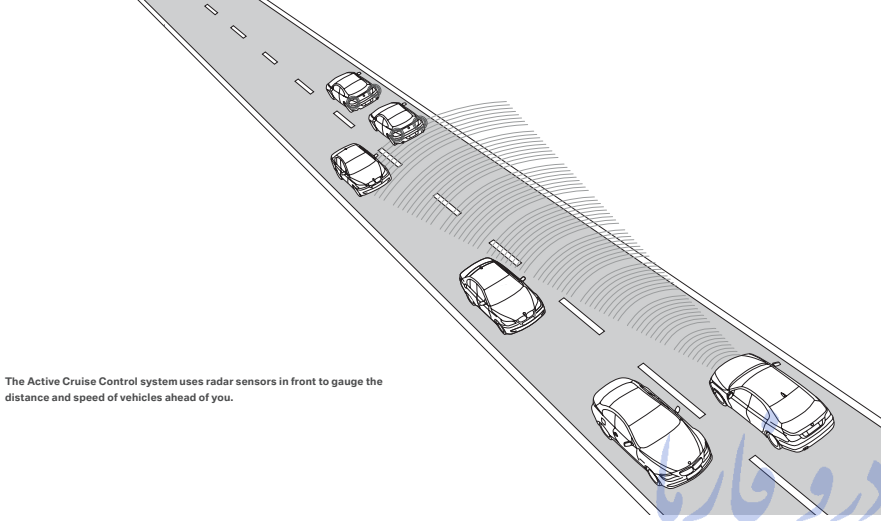 The Active Cruise Control system uses radar sensors in front to gauge the
distance and speed of vehicles ahead of you.